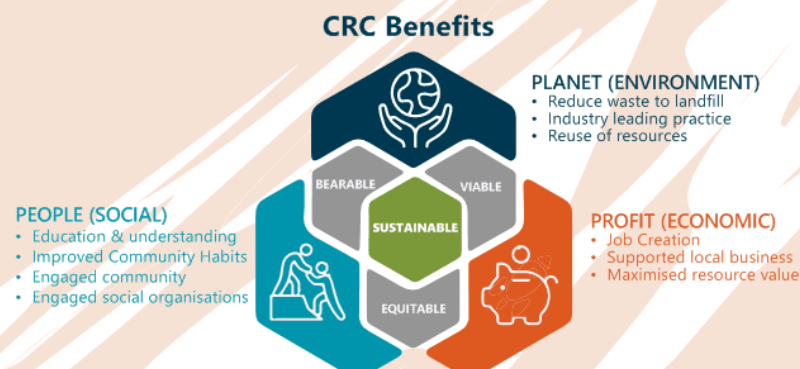 CRC Benefits
PLANET (ENVIRONMENT)
• Reduce waste to landfill
• Industry leading practice
• Reuse of resources
BEARABLE
VIABLE
SUSTAINABLE
EQUITABLE
PEOPLE (SOCIAL)
• Education & understanding
• Improved Community Habits
• Engaged community
• Engaged social organisations
PROFIT (ECONOMIC)
• Job Creation
• Supported local business
• Maximised resource value